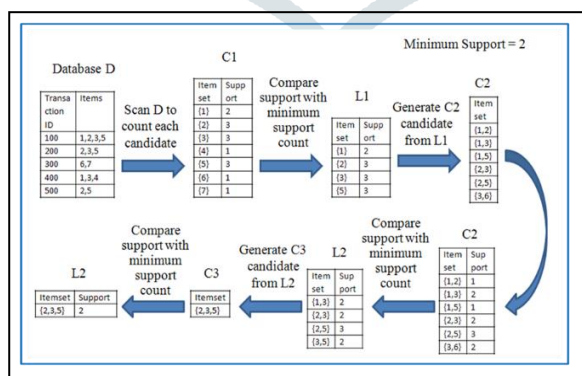 C1
Minimum Support = 2
Database D
Transa
ction
ID
Items
100 1,2,3,5
200 2,3,5
300 6,7
400 1,3,4
500 2,5
Scan D to
count each
candidate
Item
set
Supp
ort
{1} 2
{2} 3
{3} 3
{4} 1
{5} 3
{6} 1
{7} 1
Compare
support with
minimum
support
count
L1
Item
set
Sup
port
{1} 2
{2} 3
{3} 3
{5} 3
Generate C2
candidate
from L1
C2
Item
set
{1,2}
{1,3}
{1,5}
{2,3}
{2,5}
{3,6}
C2
Item
set
Sup
port
{1,2} 1
{1,3} 2
{1,5} 1
{2,3} 2
{2,5} 3
{3,6} 2
Compare
support with
minimum
support
count
L2
Item
set
Sup
port
{1,3} 2
{2,3} 2
{2,5} 3
{3,5} 2
Generate C3
candidate
from L2
C3
Itemset
{2,3,5}
Compare
support with
minimum
support
count
L2
Itemset Support
{2,3,5} 2